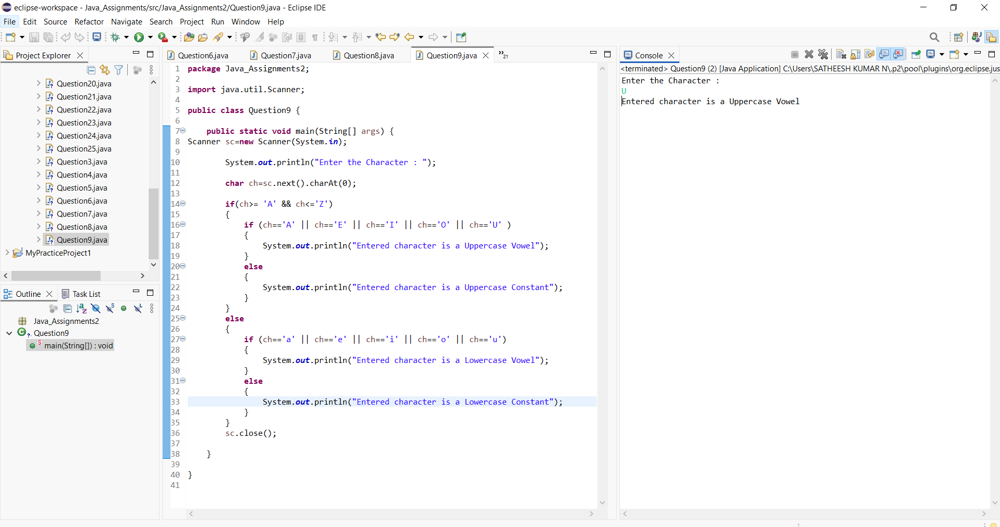 eclipse-workspace - Java_Assignments/src/Java_Assignments2/Question9.java - Eclipse IDE
File Edit Source Refactor Navigate Search Project Run Window Help
Project Explorer
Question20.java
Question21.java
Question22.java
Question23.java
Question24.java
Question25.java
Question3.java
Question4.java
Question5.java
Question6.java
Question7.java
Question8.java
Question9.java
MyPracticeProject1
Outline Task List
Java_Assignments2
Question9
main(String[]) : void
Question6.java Question7.java Question8.java Question9.java »21
1 package Java_Assignments2;
2
3 import java.util.Scanner;
4
5 public class Question9 {
6
7 public static void main(String[] args) {
8 Scanner sc=new Scanner(System.in);
9
10 System.out.println("Enter the Character : ");
11
12 char ch=sc.next().charAt(0);
13
14 if(ch>= 'A' && ch<='Z')
15 {
16 if (ch=='A' || ch=='E' || ch=='I' || ch=='O' || ch=='U' )
17 {
18 System.out.println("Entered character is a Uppercase Vowel");
19 }
20 else
21 {
22 System.out.println("Entered character is a Uppercase Constant");
23 }
24 }
25 else
26 {
27 if (ch=='a' || ch=='e' || ch=='i' || ch=='o' || ch=='u')
28 {
29 System.out.println("Entered character is a Lowercase Vowel");
30 }
31 else
32 {
33 System.out.println("Entered character is a Lowercase Constant");
34 }
35 }
36 sc.close();
37
38 }
39
40 }
41
Console
<terminated> Question9 (2) [Java Application] C:\Users\SATHEESH KUMAR N\.p2\pool\plugins\org.eclipse.jus
Enter the Character :
U
Entered character is a Uppercase Vowel